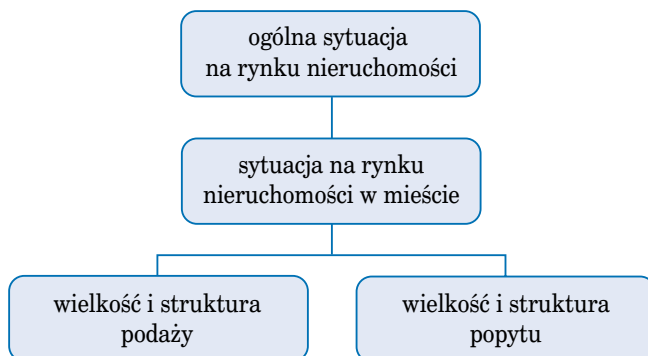 ogólna sytuacja
na rynku nieruchomości
sytuacja na rynku
nieruchomości w mieście
wielkość i struktura
podaży
wielkość i struktura
popytu